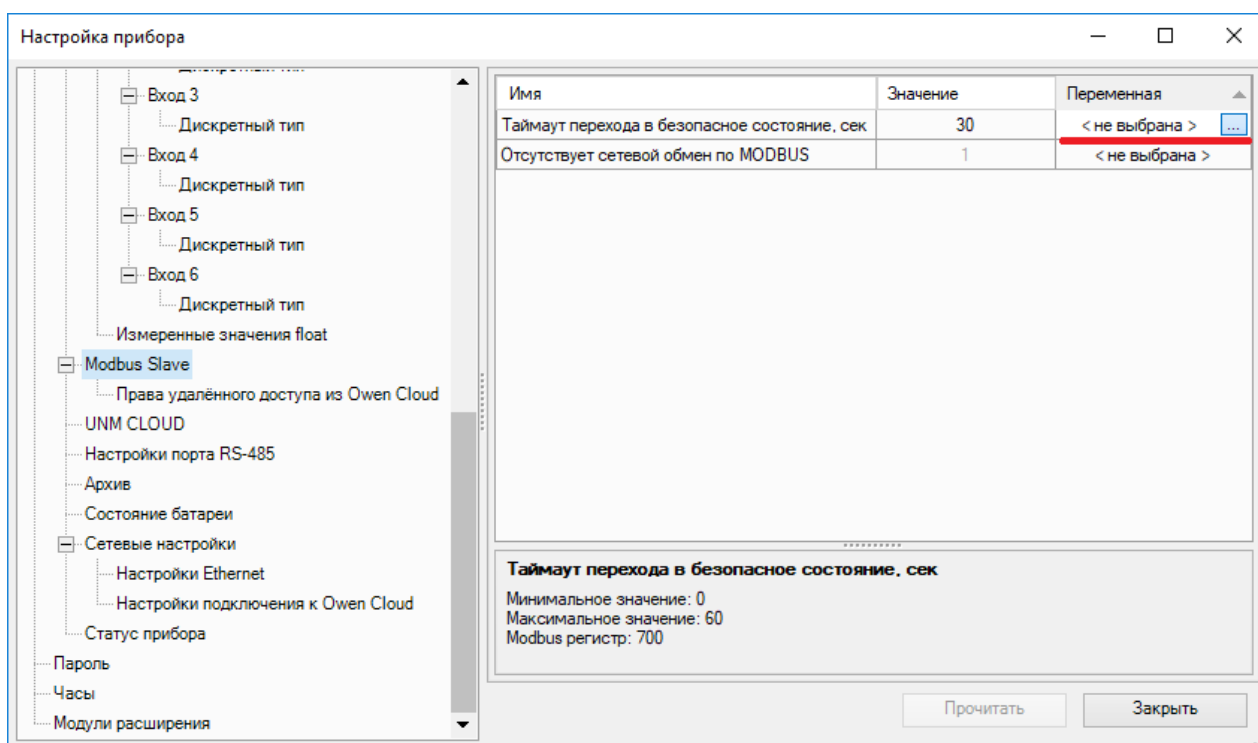 Настройка прибора
Вход 3
Дискретный тип
Вход 4
Дискретный тип
Вход 5
Дискретный тип
Вход 6
Дискретный тип
Измеренные значения float
Modbus Slave
Права удалённого доступа из Owen Cloud
UNM CLOUD
Настройки порта RS-485
Архив
Состояние батареи
Сетевые настройки
Настройки Ethernet
Настройки подключения к Owen Cloud
Статус прибора
Пароль
Часы
Модули расширения
Имя Значение Переменная
Таймаут перехода в безопасное состояние, сек 30 < не выбрана > ...
Отсутствует сетевой обмен по MODBUS 1 < не выбрана >
Таймаут перехода в безопасное состояние, сек
Минимальное значение: 0
Максимальное значение: 60
Modbus регистр: 700
Прочитать Закрыть